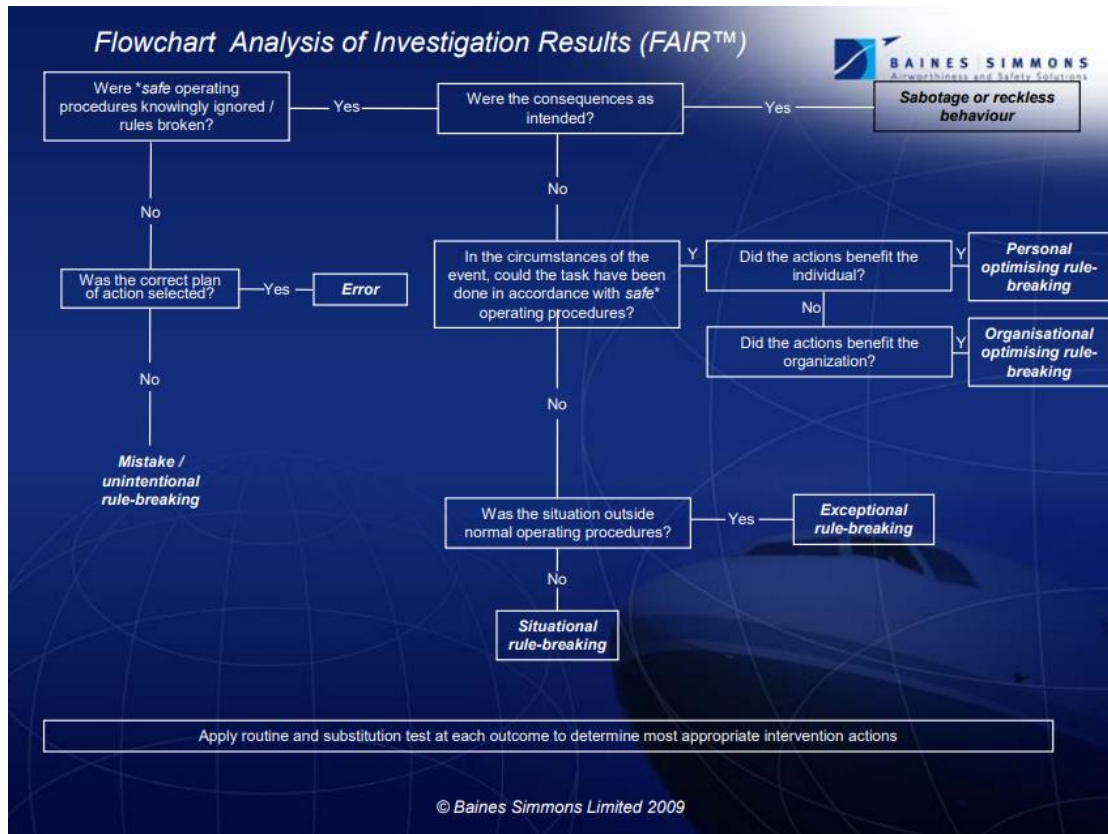 Flowchart Analysis of Investigation Results (FAIR™)
BAINES | SIMMONS
Airworthiness and Safety Solutions
Were *safe operating
procedures knowingly ignored /
rules broken?
Yes
Were the consequences as
intended?
Yes
Sabotage or reckless
behaviour
No
No
Was the correct plan
of action selected?
Yes
Error
In the circumstances of the
event, could the task have been
done in accordance with safe*
operating procedures?
Y
Did the actions benefit the
individual?
Y
Personal
optimising rule-
breaking
No
Did the actions benefit the
organization?
Y
Organisational
optimising rule-
breaking
No
No
Mistake /
unintentional
rule-breaking
Was the situation outside
normal operating procedures?
Yes
Exceptional
rule-breaking
No
Situational
rule-breaking
Apply routine and substitution test at each outcome to determine most appropriate intervention actions
© Baines Simmons Limited 2009